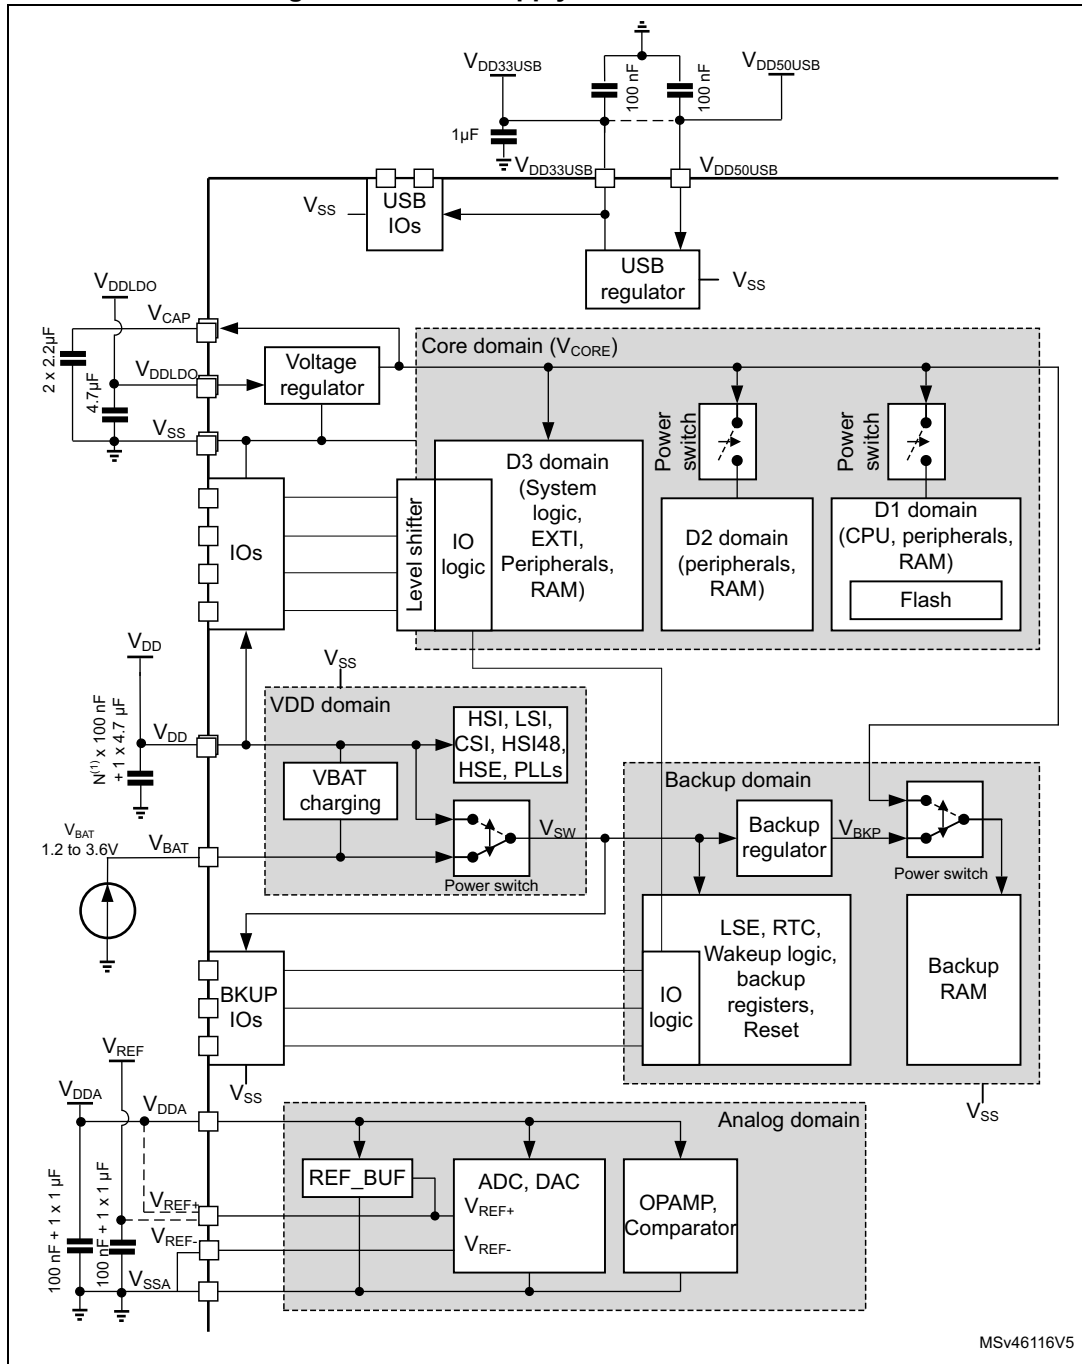 VDD33USB
100 nF
100 nF
VDD50USB
1µF
VDD33USB
VDD50USB
VSS
USB
IOs
USB
regulator
VSS
VDDLDO
VCAP
2 x 2.2µF
4.7µF
VDDLDO
Voltage
regulator
VSS
Core domain (VCORE)
Power
switch
Power
switch
D3 domain
(System
logic,
EXTI,
Peripherals,
RAM)
Level shifter
IO
logic
IOs
D2 domain
(peripherals,
RAM)
D1 domain
(CPU, peripherals,
RAM)
Flash
VDD
N(1) x 100 nF
+ 1 x 4.7 µF
VDD
VSS
VDD domain
HSI, LSI,
CSI, HSI48,
HSE, PLLs
VBAT
charging
VBAT
1.2 to 3.6V
VBAT
Power switch
VSW
Backup domain
Backup
regulator
VBKP
Power switch
LSE, RTC,
Wakeup logic,
backup
registers,
Reset
IO
logic
Backup
RAM
BKUP
IOs
VSS
VSS
VREF
VDDA
VDDA
100 nF + 1 x 1 µF
100 nF + 1 x 1 µF
VREF+
VREF-
VSSA
Analog domain
REF_BUF
ADC, DAC
VREF+
VREF-
OPAMP,
Comparator
MSv46116V5